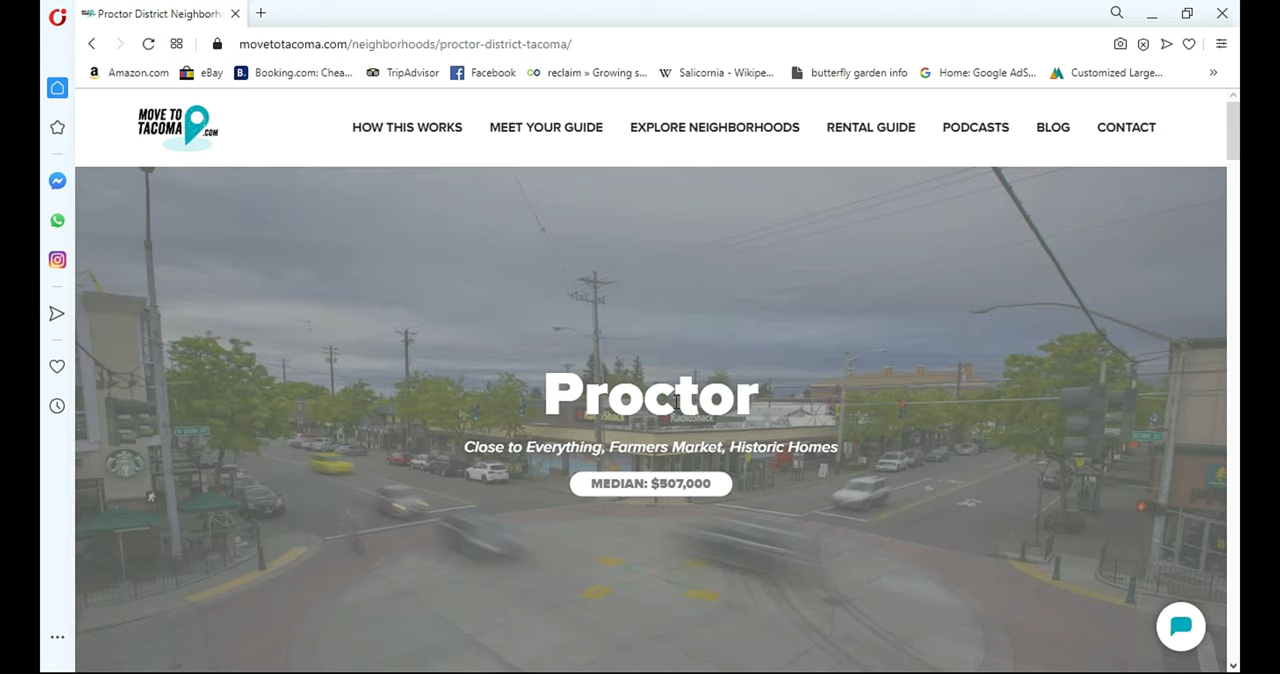 Proctor District Neighborh
movetotacoma.com/neighborhoods/proctor-district-tacoma/
Amazon.com eBay Booking.com: Chea... TripAdvisor Facebook reclaim » Growing s... Salicornia - Wikipe... butterfly garden info Home: Google AdS... Customized Large...
MOVE TO
TACOMA.COM
HOW THIS WORKS MEET YOUR GUIDE EXPLORE NEIGHBORHOODS RENTAL GUIDE PODCASTS BLOG CONTACT
Proctor
RadioShack
Close to Everything, Farmers Market, Historic Homes
MEDIAN: $507,000